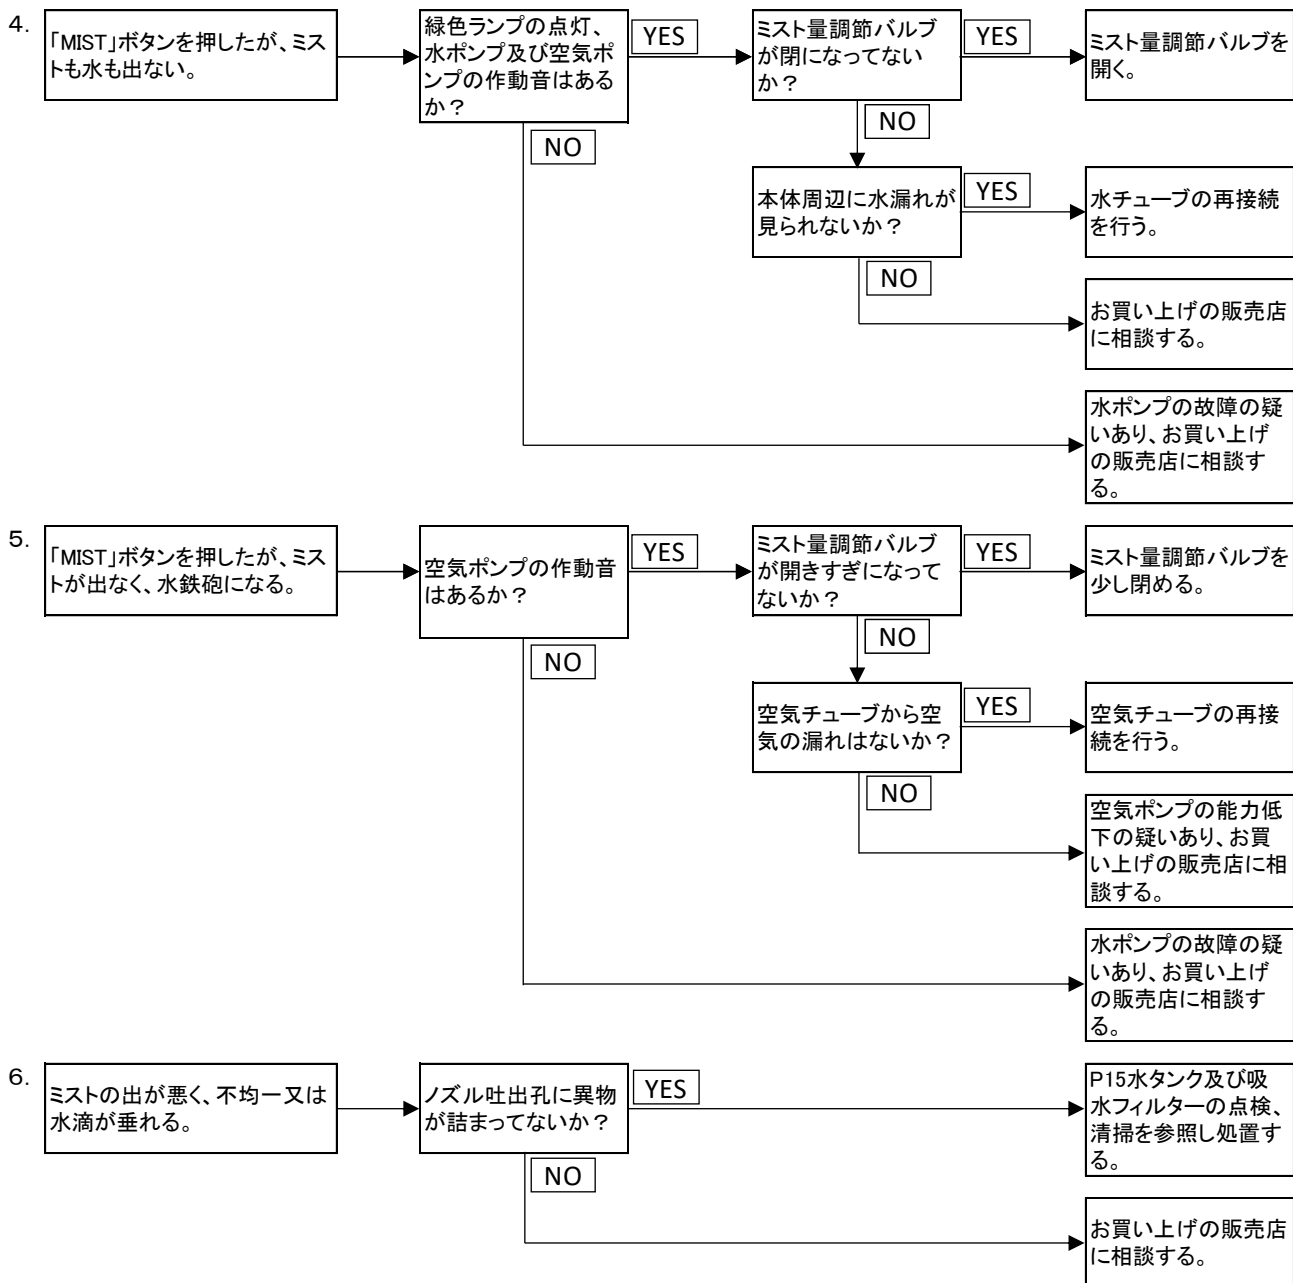 4.
「MIST」ボタンを押したが、ミス
トも水も出ない。
緑色ランプの点灯、
水ポンプ及び空気ポ
ンプの作動音はある
か？
YES
ミスト量調節バルブ
が閉になってない
か？
YES
ミスト量調節バルブを
開く。
NO
NO
本体周辺に水漏れが
見られないか？
YES
水チューブの再接続
を行う。
NO
お買い上げの販売店
に相談する。
水ポンプの故障の疑
いあり、お買い上げ
の販売店に相談す
る。
5.
「MIST」ボタンを押したが、ミス
トが出なく、水鉄砲になる。
空気ポンプの作動音
はあるか？
YES
ミスト量調節バルブ
が開きすぎになって
ないか？
YES
ミスト量調節バルブを
少し閉める。
NO
NO
空気チューブから空
気の漏れはないか？
YES
空気チューブの再接
続を行う。
NO
空気ポンプの能力低
下の疑いあり、お買
い上げの販売店に相
談する。
水ポンプの故障の疑
いあり、お買い上げ
の販売店に相談す
る。
6.
ミストの出が悪く、不均一又は
水滴が垂れる。
ノズル吐出孔に異物
が詰まってないか？
YES
P15水タンク及び吸
水フィルターの点検、
清掃を参照し処置す
る。
NO
お買い上げの販売店
に相談する。